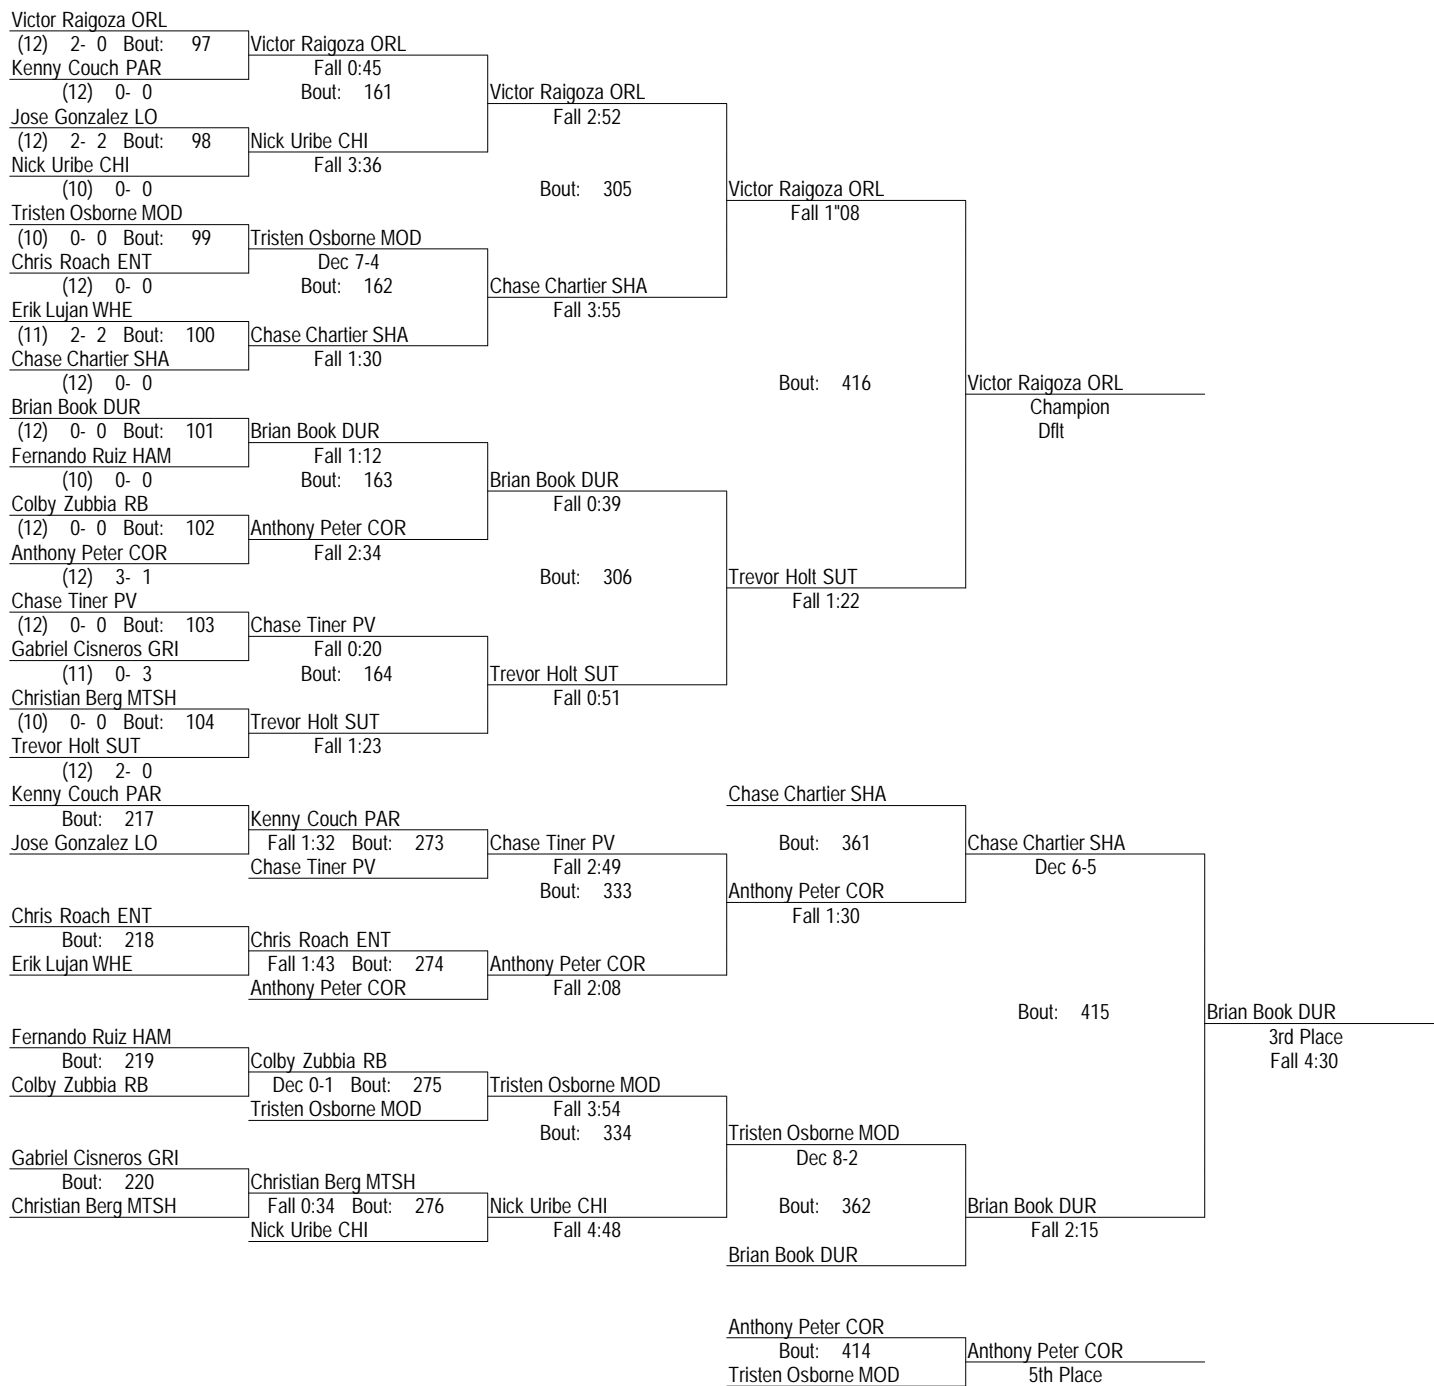 Victor Raigoza ORL
(12) 2- 0 Bout: 97 Victor Raigoza ORL
Kenny Couch PAR Fall 0:45
(12) 0- 0 Bout: 161 Victor Raigoza ORL
Jose Gonzalez LO Fall 2:52
(12) 2- 2 Bout: 98 Nick Uribe CHI
Nick Uribe CHI Fall 3:36
(10) 0- 0 Bout: 305 Victor Raigoza ORL
Tristen Osborne MOD Fall 1"08
(10) 0- 0 Bout: 99 Tristen Osborne MOD
Chris Roach ENT Dec 7-4
(12) 0- 0 Bout: 162 Chase Chartier SHA
Erik Lujan WHE Fall 3:55
(11) 2- 2 Bout: 100 Chase Chartier SHA
Chase Chartier SHA Fall 1:30
(12) 0- 0 Bout: 416 Victor Raigoza ORL
Brian Book DUR Champion
(12) 0- 0 Bout: 101 Brian Book DUR Dflt
Fernando Ruiz HAM Fall 1:12
(10) 0- 0 Bout: 163 Brian Book DUR
Colby Zubbia RB Fall 0:39
(12) 0- 0 Bout: 102 Anthony Peter COR
Anthony Peter COR Fall 2:34
(12) 3- 1 Bout: 306 Trevor Holt SUT
Chase Tiner PV Fall 1:22
(12) 0- 0 Bout: 103 Chase Tiner PV
Gabriel Cisneros GRI Fall 0:20
(11) 0- 3 Bout: 164 Trevor Holt SUT
Christian Berg MTSH Fall 0:51
(10) 0- 0 Bout: 104 Trevor Holt SUT
Trevor Holt SUT Fall 1:23
(12) 2- 0
Kenny Couch PAR Chase Chartier SHA
Bout: 217 Kenny Couch PAR
Jose Gonzalez LO Fall 1:32 Bout: 273 Chase Tiner PV Bout: 361 Chase Chartier SHA
Chase Tiner PV Fall 2:49 Dec 6-5
Bout: 333 Anthony Peter COR
Chris Roach ENT Fall 1:30
Bout: 218 Chris Roach ENT
Erik Lujan WHE Fall 1:43 Bout: 274 Anthony Peter COR
Anthony Peter COR Fall 2:08
Bout: 415 Brian Book DUR
Fernando Ruiz HAM 3rd Place
Bout: 219 Colby Zubbia RB Fall 4:30
Colby Zubbia RB Dec 0-1 Bout: 275 Tristen Osborne MOD
Tristen Osborne MOD Fall 3:54
Bout: 334 Tristen Osborne MOD
Gabriel Cisneros GRI Dec 8-2
Bout: 220 Christian Berg MTSH
Christian Berg MTSH Fall 0:34 Bout: 276 Nick Uribe CHI Bout: 362 Brian Book DUR
Nick Uribe CHI Fall 4:48 Fall 2:15
Brian Book DUR
Anthony Peter COR
Bout: 414 Anthony Peter COR
Tristen Osborne MOD 5th Place